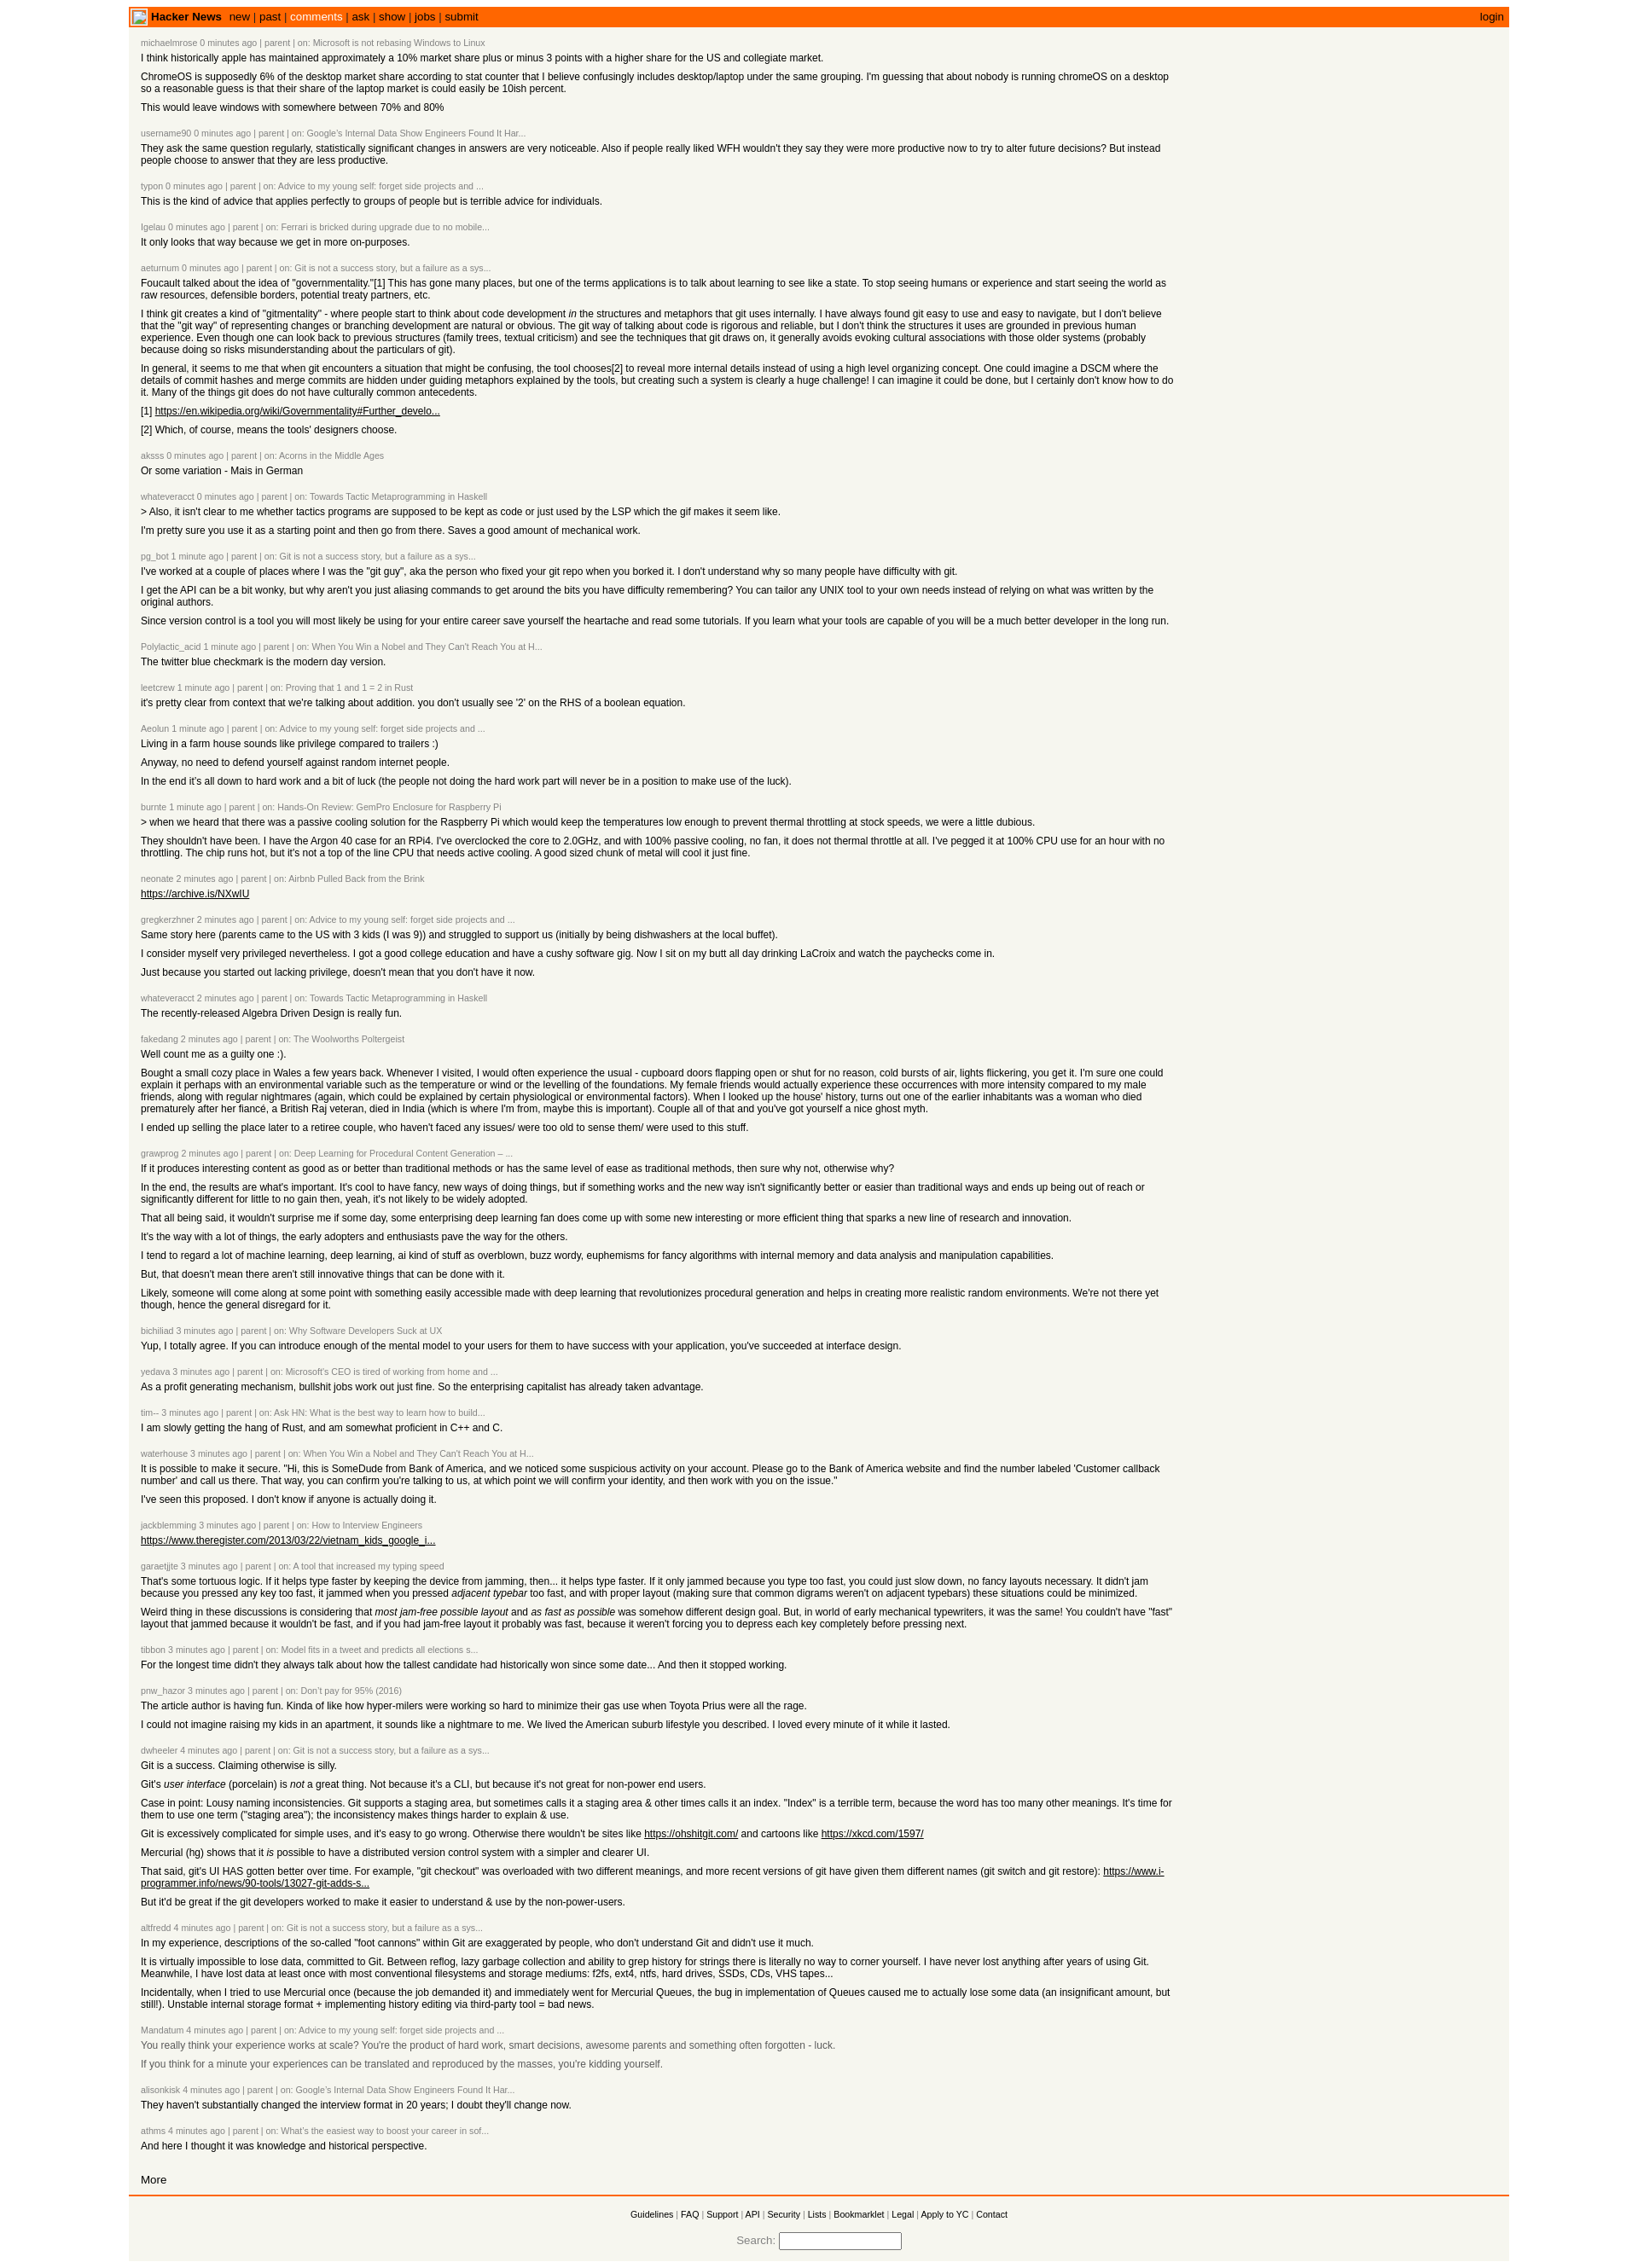 Hacker News new | past | comments | ask | show | jobs | submit login
michaelmrose 0 minutes ago | parent | on: Microsoft is not rebasing Windows to Linux
I think historically apple has maintained approximately a 10% market share plus or minus 3 points with a higher share for the US and collegiate market.
ChromeOS is supposedly 6% of the desktop market share according to stat counter that I believe confusingly includes desktop/laptop under the same grouping. I'm guessing that about nobody is running chromeOS on a desktop
so a reasonable guess is that their share of the laptop market is could easily be 10ish percent.
This would leave windows with somewhere between 70% and 80%
username90 0 minutes ago | parent | on: Google's Internal Data Show Engineers Found It Har...
They ask the same question regularly, statistically significant changes in answers are very noticeable. Also if people really liked WFH wouldn't they say they were more productive now to try to alter future decisions? But instead
people choose to answer that they are less productive.
typon 0 minutes ago | parent | on: Advice to my young self: forget side projects and ...
This is the kind of advice that applies perfectly to groups of people but is terrible advice for individuals.
Igelau 0 minutes ago | parent | on: Ferrari is bricked during upgrade due to no mobile...
It only looks that way because we get in more on-purposes.
aeturnum 0 minutes ago | parent | on: Git is not a success story, but a failure as a sys...
Foucault talked about the idea of "governmentality."[1] This has gone many places, but one of the terms applications is to talk about learning to see like a state. To stop seeing humans or experience and start seeing the world as
raw resources, defensible borders, potential treaty partners, etc.
I think git creates a kind of "gitmentality" - where people start to think about code development in the structures and metaphors that git uses internally. I have always found git easy to use and easy to navigate, but I don't believe
that the "git way" of representing changes or branching development are natural or obvious. The git way of talking about code is rigorous and reliable, but I don't think the structures it uses are grounded in previous human
experience. Even though one can look back to previous structures (family trees, textual criticism) and see the techniques that git draws on, it generally avoids evoking cultural associations with those older systems (probably
because doing so risks misunderstanding about the particulars of git).
In general, it seems to me that when git encounters a situation that might be confusing, the tool chooses[2] to reveal more internal details instead of using a high level organizing concept. One could imagine a DSCM where the
details of commit hashes and merge commits are hidden under guiding metaphors explained by the tools, but creating such a system is clearly a huge challenge! I can imagine it could be done, but I certainly don't know how to do
it. Many of the things git does do not have culturally common antecedents.
[1] https://en.wikipedia.org/wiki/Governmentality#Further_develo...
[2] Which, of course, means the tools' designers choose.
aksss 0 minutes ago | parent | on: Acorns in the Middle Ages
Or some variation - Mais in German
whateveracct 0 minutes ago | parent | on: Towards Tactic Metaprogramming in Haskell
> Also, it isn't clear to me whether tactics programs are supposed to be kept as code or just used by the LSP which the gif makes it seem like.
I'm pretty sure you use it as a starting point and then go from there. Saves a good amount of mechanical work.
pg_bot 1 minute ago | parent | on: Git is not a success story, but a failure as a sys...
I've worked at a couple of places where I was the "git guy", aka the person who fixed your git repo when you borked it. I don't understand why so many people have difficulty with git.
I get the API can be a bit wonky, but why aren't you just aliasing commands to get around the bits you have difficulty remembering? You can tailor any UNIX tool to your own needs instead of relying on what was written by the
original authors.
Since version control is a tool you will most likely be using for your entire career save yourself the heartache and read some tutorials. If you learn what your tools are capable of you will be a much better developer in the long run.
Polylactic_acid 1 minute ago | parent | on: When You Win a Nobel and They Can't Reach You at H...
The twitter blue checkmark is the modern day version.
leetcrew 1 minute ago | parent | on: Proving that 1 and 1 = 2 in Rust
it's pretty clear from context that we're talking about addition. you don't usually see '2' on the RHS of a boolean equation.
Aeolun 1 minute ago | parent | on: Advice to my young self: forget side projects and ...
Living in a farm house sounds like privilege compared to trailers :)
Anyway, no need to defend yourself against random internet people.
In the end it's all down to hard work and a bit of luck (the people not doing the hard work part will never be in a position to make use of the luck).
burnte 1 minute ago | parent | on: Hands-On Review: GemPro Enclosure for Raspberry Pi
> when we heard that there was a passive cooling solution for the Raspberry Pi which would keep the temperatures low enough to prevent thermal throttling at stock speeds, we were a little dubious.
They shouldn't have been. I have the Argon 40 case for an RPi4. I've overclocked the core to 2.0GHz, and with 100% passive cooling, no fan, it does not thermal throttle at all. I've pegged it at 100% CPU use for an hour with no
throttling. The chip runs hot, but it's not a top of the line CPU that needs active cooling. A good sized chunk of metal will cool it just fine.
neonate 2 minutes ago | parent | on: Airbnb Pulled Back from the Brink
https://archive.is/NXwIU
gregkerzhner 2 minutes ago | parent | on: Advice to my young self: forget side projects and ...
Same story here (parents came to the US with 3 kids (I was 9)) and struggled to support us (initially by being dishwashers at the local buffet).
I consider myself very privileged nevertheless. I got a good college education and have a cushy software gig. Now I sit on my butt all day drinking LaCroix and watch the paychecks come in.
Just because you started out lacking privilege, doesn't mean that you don't have it now.
whateveracct 2 minutes ago | parent | on: Towards Tactic Metaprogramming in Haskell
The recently-released Algebra Driven Design is really fun.
fakedang 2 minutes ago | parent | on: The Woolworths Poltergeist
Well count me as a guilty one :).
Bought a small cozy place in Wales a few years back. Whenever I visited, I would often experience the usual - cupboard doors flapping open or shut for no reason, cold bursts of air, lights flickering, you get it. I'm sure one could
explain it perhaps with an environmental variable such as the temperature or wind or the levelling of the foundations. My female friends would actually experience these occurrences with more intensity compared to my male
friends, along with regular nightmares (again, which could be explained by certain physiological or environmental factors). When I looked up the house' history, turns out one of the earlier inhabitants was a woman who died
prematurely after her fiancé, a British Raj veteran, died in India (which is where I'm from, maybe this is important). Couple all of that and you've got yourself a nice ghost myth.
I ended up selling the place later to a retiree couple, who haven't faced any issues/ were too old to sense them/ were used to this stuff.
grawprog 2 minutes ago | parent | on: Deep Learning for Procedural Content Generation – ...
If it produces interesting content as good as or better than traditional methods or has the same level of ease as traditional methods, then sure why not, otherwise why?
In the end, the results are what's important. It's cool to have fancy, new ways of doing things, but if something works and the new way isn't significantly better or easier than traditional ways and ends up being out of reach or
significantly different for little to no gain then, yeah, it's not likely to be widely adopted.
That all being said, it wouldn't surprise me if some day, some enterprising deep learning fan does come up with some new interesting or more efficient thing that sparks a new line of research and innovation.
It's the way with a lot of things, the early adopters and enthusiasts pave the way for the others.
I tend to regard a lot of machine learning, deep learning, ai kind of stuff as overblown, buzz wordy, euphemisms for fancy algorithms with internal memory and data analysis and manipulation capabilities.
But, that doesn't mean there aren't still innovative things that can be done with it.
Likely, someone will come along at some point with something easily accessible made with deep learning that revolutionizes procedural generation and helps in creating more realistic random environments. We're not there yet
though, hence the general disregard for it.
bichiliad 3 minutes ago | parent | on: Why Software Developers Suck at UX
Yup, I totally agree. If you can introduce enough of the mental model to your users for them to have success with your application, you've succeeded at interface design.
yedava 3 minutes ago | parent | on: Microsoft's CEO is tired of working from home and ...
As a profit generating mechanism, bullshit jobs work out just fine. So the enterprising capitalist has already taken advantage.
tim-- 3 minutes ago | parent | on: Ask HN: What is the best way to learn how to build...
I am slowly getting the hang of Rust, and am somewhat proficient in C++ and C.
waterhouse 3 minutes ago | parent | on: When You Win a Nobel and They Can't Reach You at H...
It is possible to make it secure. "Hi, this is SomeDude from Bank of America, and we noticed some suspicious activity on your account. Please go to the Bank of America website and find the number labeled 'Customer callback
number' and call us there. That way, you can confirm you're talking to us, at which point we will confirm your identity, and then work with you on the issue."
I've seen this proposed. I don't know if anyone is actually doing it.
jackblemming 3 minutes ago | parent | on: How to Interview Engineers
https://www.theregister.com/2013/03/22/vietnam_kids_google_i...
garaetjjte 3 minutes ago | parent | on: A tool that increased my typing speed
That's some tortuous logic. If it helps type faster by keeping the device from jamming, then... it helps type faster. If it only jammed because you type too fast, you could just slow down, no fancy layouts necessary. It didn't jam
because you pressed any key too fast, it jammed when you pressed adjacent typebar too fast, and with proper layout (making sure that common digrams weren't on adjacent typebars) these situations could be minimized.
Weird thing in these discussions is considering that most jam-free possible layout and as fast as possible was somehow different design goal. But, in world of early mechanical typewriters, it was the same! You couldn't have "fast"
layout that jammed because it wouldn't be fast, and if you had jam-free layout it probably was fast, because it weren't forcing you to depress each key completely before pressing next.
tibbon 3 minutes ago | parent | on: Model fits in a tweet and predicts all elections s...
For the longest time didn't they always talk about how the tallest candidate had historically won since some date... And then it stopped working.
pnw_hazor 3 minutes ago | parent | on: Don't pay for 95% (2016)
The article author is having fun. Kinda of like how hyper-milers were working so hard to minimize their gas use when Toyota Prius were all the rage.
I could not imagine raising my kids in an apartment, it sounds like a nightmare to me. We lived the American suburb lifestyle you described. I loved every minute of it while it lasted.
dwheeler 4 minutes ago | parent | on: Git is not a success story, but a failure as a sys...
Git is a success. Claiming otherwise is silly.
Git's user interface (porcelain) is not a great thing. Not because it's a CLI, but because it's not great for non-power end users.
Case in point: Lousy naming inconsistencies. Git supports a staging area, but sometimes calls it a staging area & other times calls it an index. "Index" is a terrible term, because the word has too many other meanings. It's time for
them to use one term ("staging area"); the inconsistency makes things harder to explain & use.
Git is excessively complicated for simple uses, and it's easy to go wrong. Otherwise there wouldn't be sites like https://ohshitgit.com/ and cartoons like https://xkcd.com/1597/
Mercurial (hg) shows that it is possible to have a distributed version control system with a simpler and clearer UI.
That said, git's UI HAS gotten better over time. For example, "git checkout" was overloaded with two different meanings, and more recent versions of git have given them different names (git switch and git restore): https://www.i-
programmer.info/news/90-tools/13027-git-adds-s...
But it'd be great if the git developers worked to make it easier to understand & use by the non-power-users.
altfredd 4 minutes ago | parent | on: Git is not a success story, but a failure as a sys...
In my experience, descriptions of the so-called "foot cannons" within Git are exaggerated by people, who don't understand Git and didn't use it much.
It is virtually impossible to lose data, committed to Git. Between reflog, lazy garbage collection and ability to grep history for strings there is literally no way to corner yourself. I have never lost anything after years of using Git.
Meanwhile, I have lost data at least once with most conventional filesystems and storage mediums: f2fs, ext4, ntfs, hard drives, SSDs, CDs, VHS tapes...
Incidentally, when I tried to use Mercurial once (because the job demanded it) and immediately went for Mercurial Queues, the bug in implementation of Queues caused me to actually lose some data (an insignificant amount, but
still!). Unstable internal storage format + implementing history editing via third-party tool = bad news.
Mandatum 4 minutes ago | parent | on: Advice to my young self: forget side projects and ...
You really think your experience works at scale? You're the product of hard work, smart decisions, awesome parents and something often forgotten - luck.
If you think for a minute your experiences can be translated and reproduced by the masses, you're kidding yourself.
alisonkisk 4 minutes ago | parent | on: Google's Internal Data Show Engineers Found It Har...
They haven't substantially changed the interview format in 20 years; I doubt they'll change now.
athms 4 minutes ago | parent | on: What's the easiest way to boost your career in sof...
And here I thought it was knowledge and historical perspective.
More
Guidelines | FAQ | Support | API | Security | Lists | Bookmarklet | Legal | Apply to YC | Contact
Search: